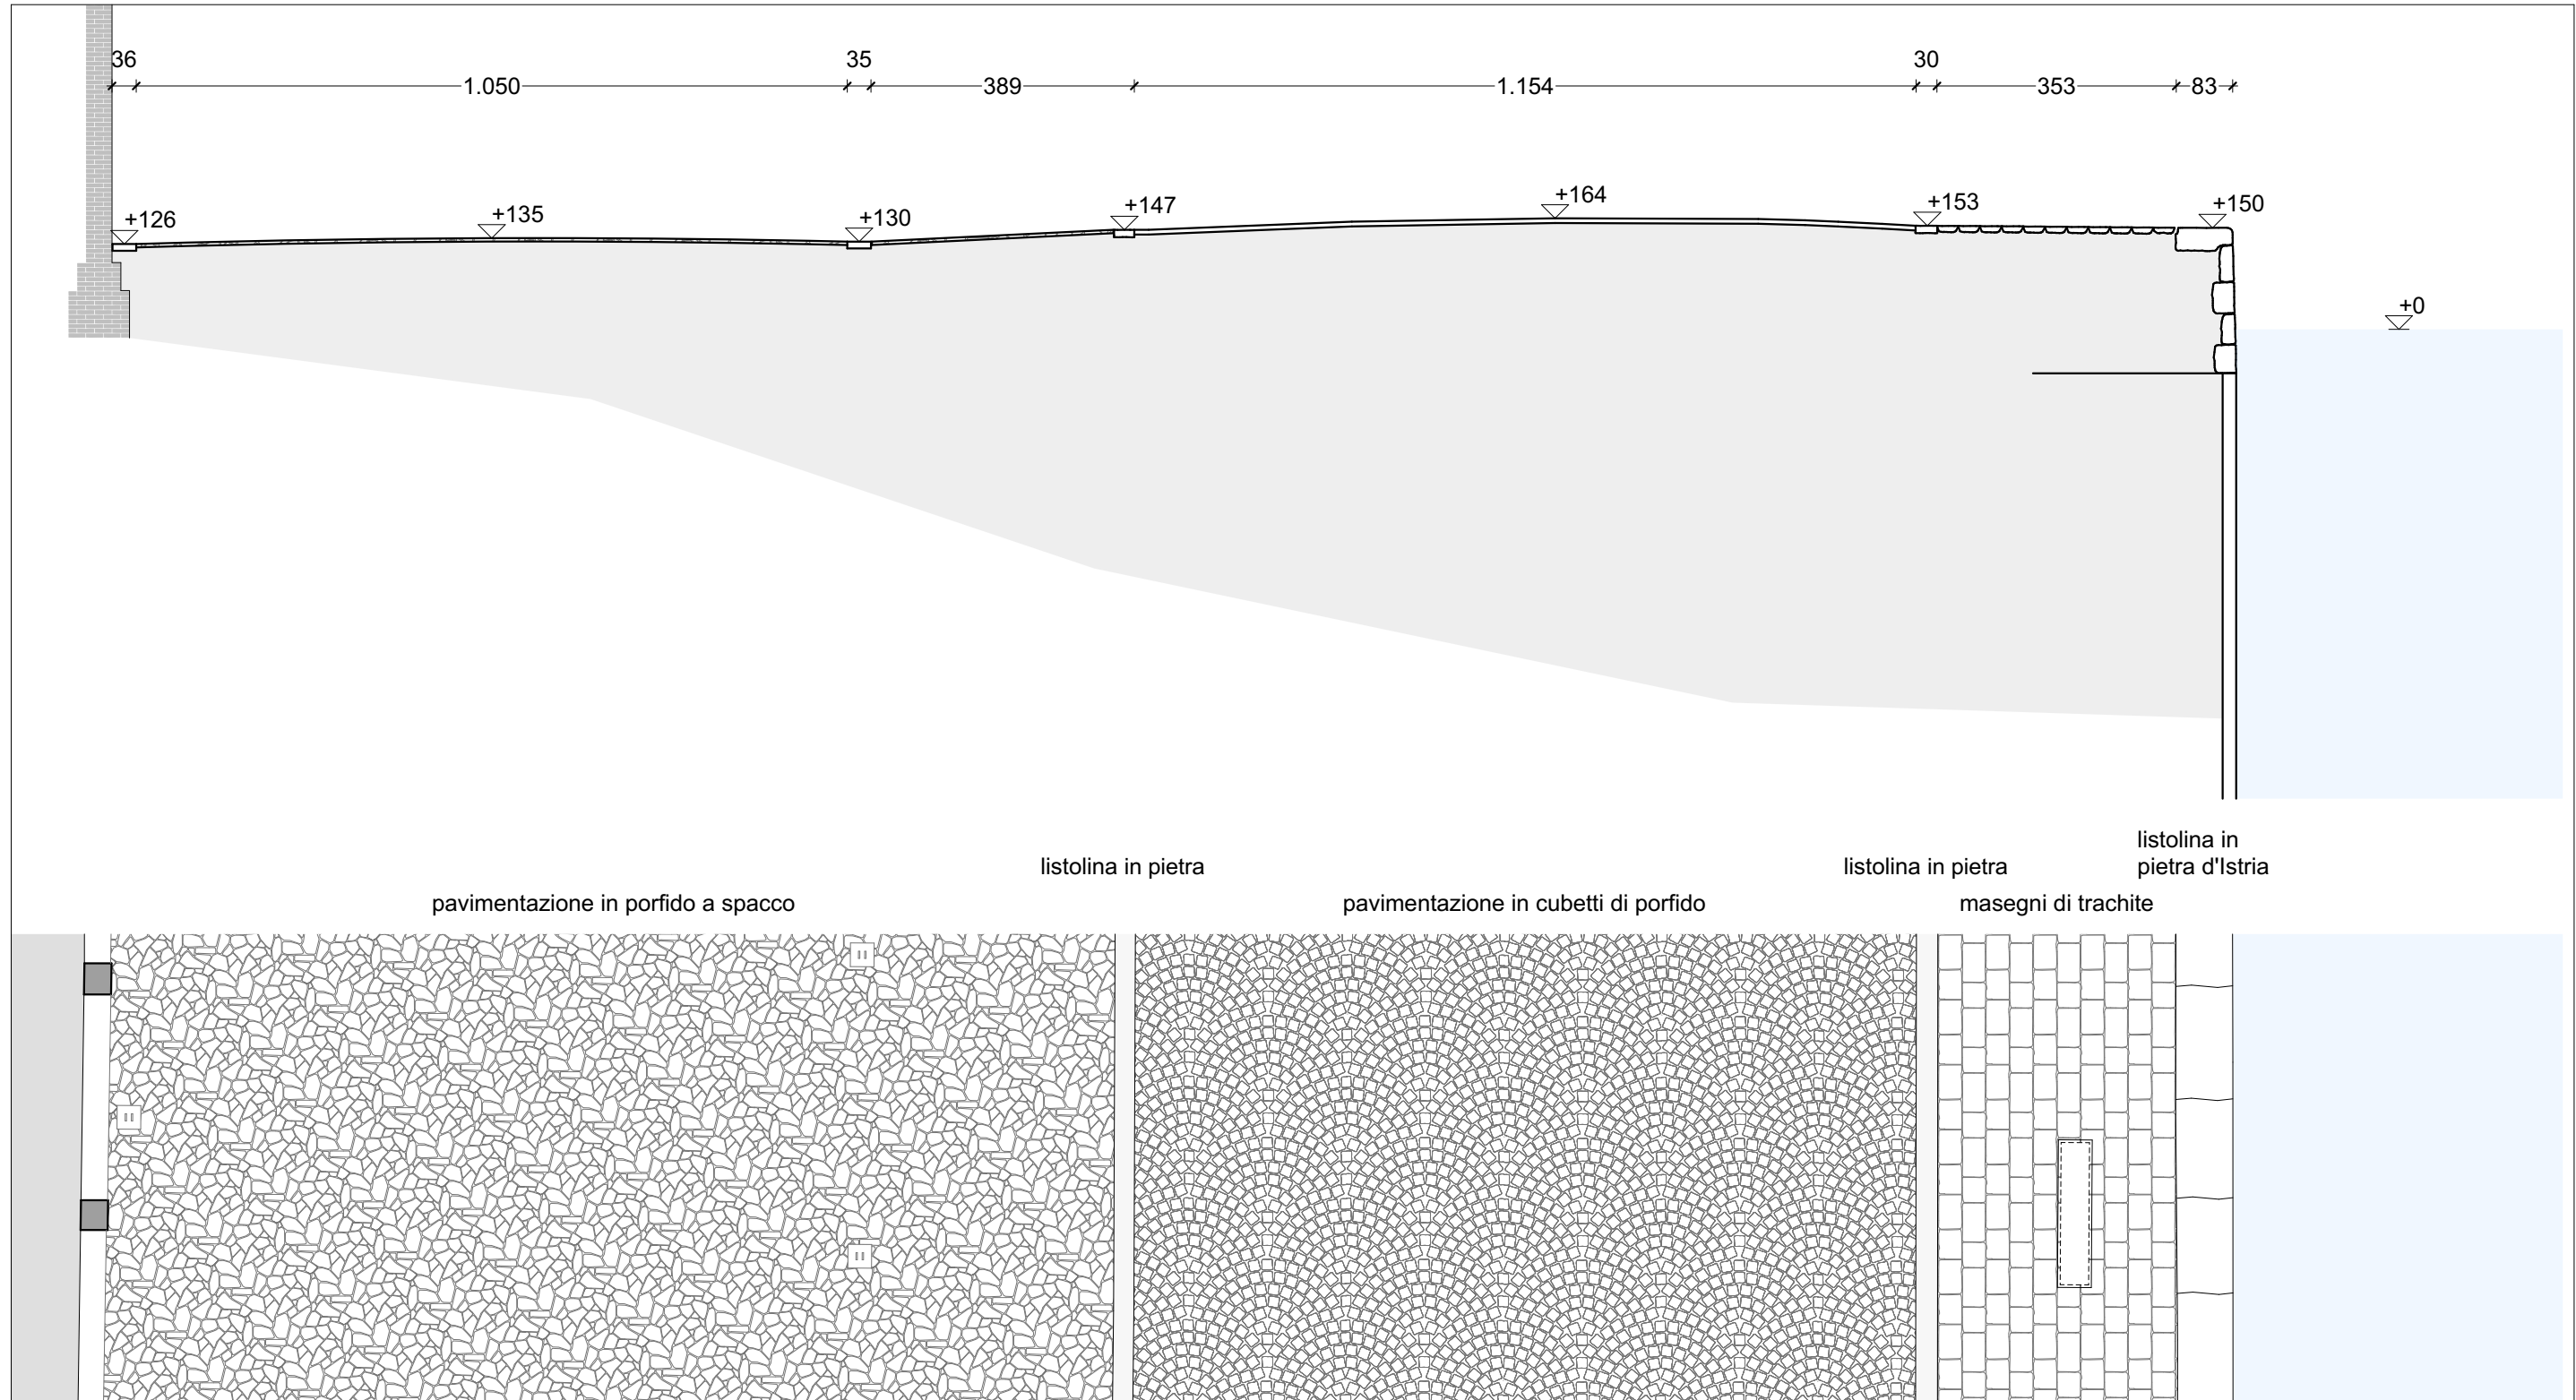 36
35
30
1.050
389
1.154
353
83
+126
+135
+130
+147
+164
+153
+150
+0
listolina in
pietra d'Istria
listolina in pietra
listolina in pietra
pavimentazione in porfido a spacco
pavimentazione in cubetti di porfido
masegni di trachite